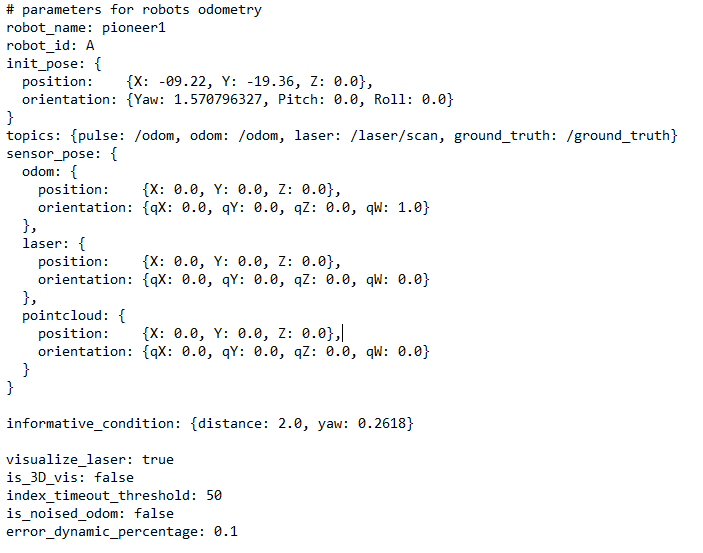 # parameters for robots odometry
robot_name: pioneer1
robot_id: A
init_pose: {
  position:    {X: -09.22, Y: -19.36, Z: 0.0},
  orientation: {Yaw: 1.570796327, Pitch: 0.0, Roll: 0.0}
}
topics: {pulse: /odom, odom: /odom, laser: /laser/scan, ground_truth: /ground_truth}
sensor_pose: {
  odom: {
    position:    {X: 0.0, Y: 0.0, Z: 0.0},
    orientation: {qX: 0.0, qY: 0.0, qZ: 0.0, qW: 1.0}
  },
  laser: {
    position:    {X: 0.0, Y: 0.0, Z: 0.0},
    orientation: {qX: 0.0, qY: 0.0, qZ: 0.0, qW: 0.0}
  },
  pointcloud: {
    position:    {X: 0.0, Y: 0.0, Z: 0.0},
    orientation: {qX: 0.0, qY: 0.0, qZ: 0.0, qW: 0.0}
  }
}

informative_condition: {distance: 2.0, yaw: 0.2618}

visualize_laser: true
is_3D_vis: false
index_timeout_threshold: 50
is_noised_odom: false
error_dynamic_percentage: 0.1